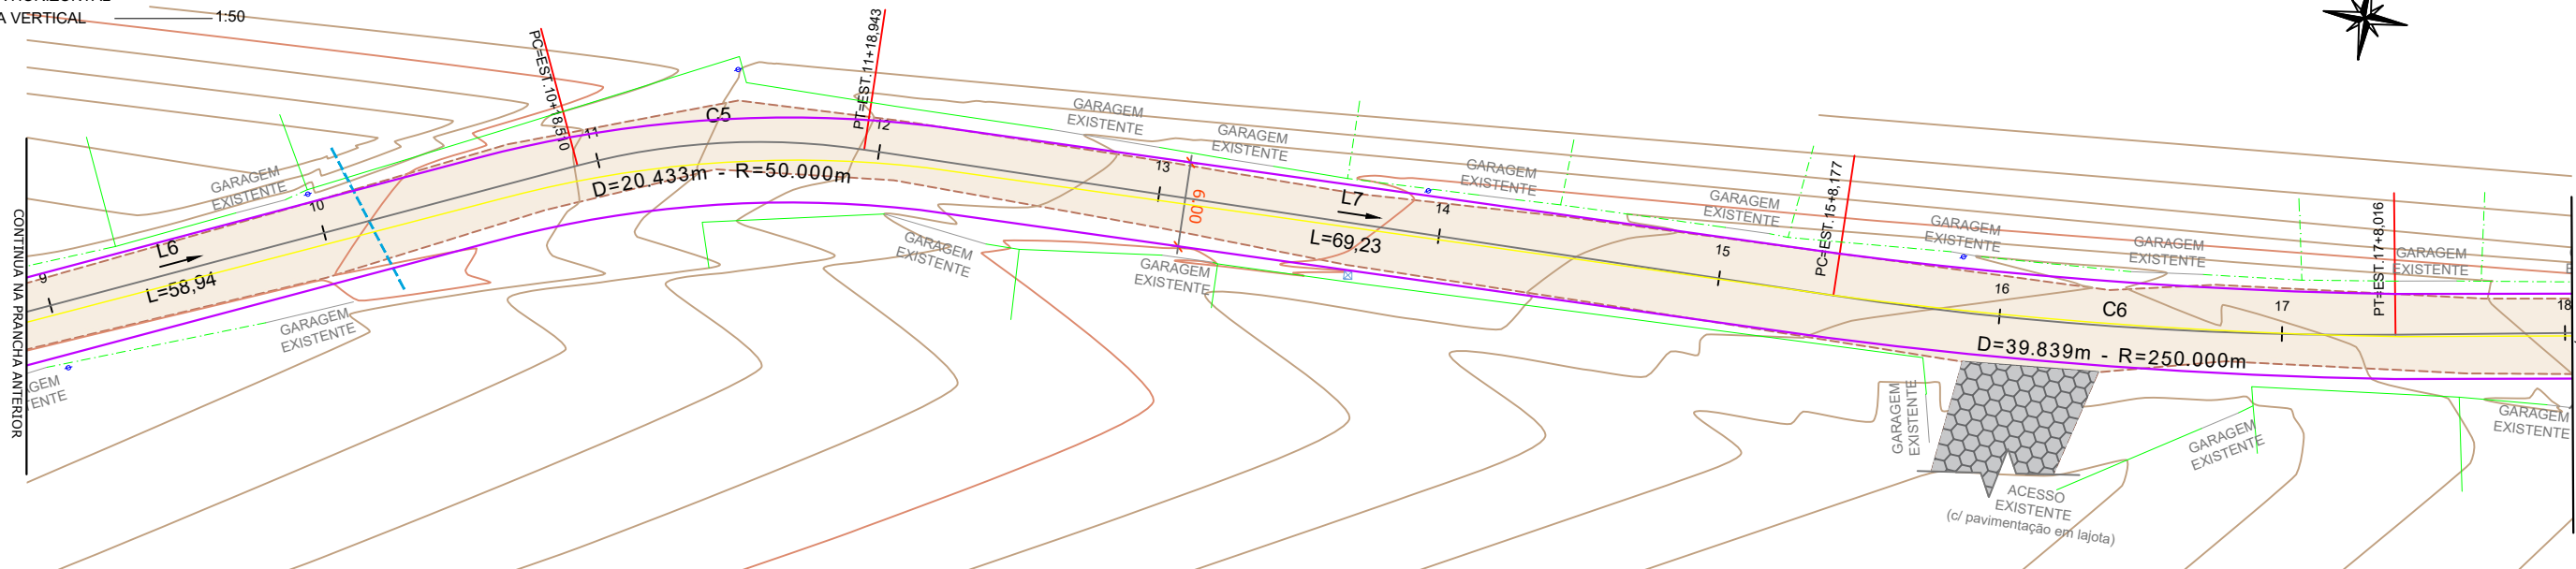 A VERTICAL 1:50
CONTINUA NA PRANCHA ANTERIOR
9
L6
L=58,94
GARAGEM
EXISTENTE
10
GARAGEM
EXISTENTE
PC=EST.10+18,510
11
C5
D=20.433m - R=50.000m
PT=EST.11+18,943
12
GARAGEM
EXISTENTE
GARAGEM
EXISTENTE
GARAGEM
EXISTENTE
13
9.00
GARAGEM
EXISTENTE
L7
L=69,23
14
GARAGEM
EXISTENTE
GARAGEM
EXISTENTE
15
PC=EST.15+8,177
GARAGEM
EXISTENTE
16
C6
D=39.839m - R=250.000m
GARAGEM
EXISTENTE
17
PT=EST.17+8,016
GARAGEM
EXISTENTE
18
GARAGEM
EXISTENTE
ACESSO
EXISTENTE
(c/ pavimentação em lajota)
GARAGEM
EXISTENTE
GARAGEM
EXISTENTE